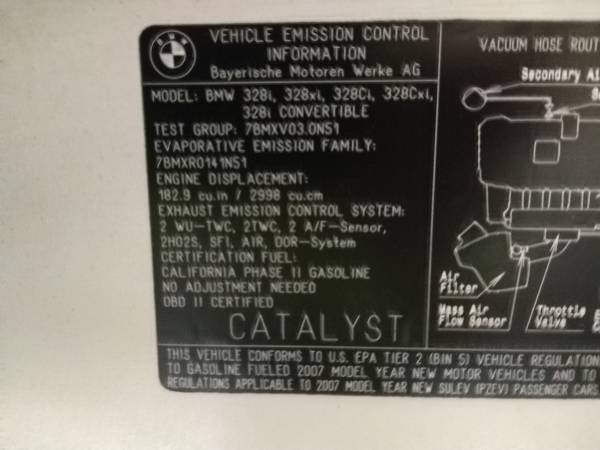 BMW
VEHICLE EMISSION CONTROL
INFORMATION
Bayerische Motoren Werke AG
MODEL: BMW 328i, 328xi, 328Ci, 328Cxi,
328i CONVERTIBLE
TEST GROUP: 7BMXV03.0N51
EVAPORATIVE EMISSION FAMILY:
7BMXR0141N51
ENGINE DISPLACEMENT:
182.9 cu.in / 2998 cu.cm
EXHAUST EMISSION CONTROL SYSTEM:
2 WU-TWC, 2TWC, 2 A/F-Sensor,
2HO2S, SFI, AIR, DOR-System
CERTIFICATION FUEL:
CALIFORNIA PHASE II GASOLINE
NO ADJUSTMENT NEEDED
OBD II CERTIFIED
CATALYST
VACUUM HOSE ROUT
Secondary Ai
Air
Filter
Mass Air
Flow Sensor
Throttle
Valve
THIS VEHICLE CONFORMS TO U.S. EPA TIER 2 (BIN 5) VEHICLE REGULATION
TO GASOLINE FUELED 2007 MODEL YEAR NEW MOTOR VEHICLES AND TO
REGULATIONS APPLICABLE TO 2007 MODEL YEAR NEW SULEV (PZEV) PASSENGER CARS